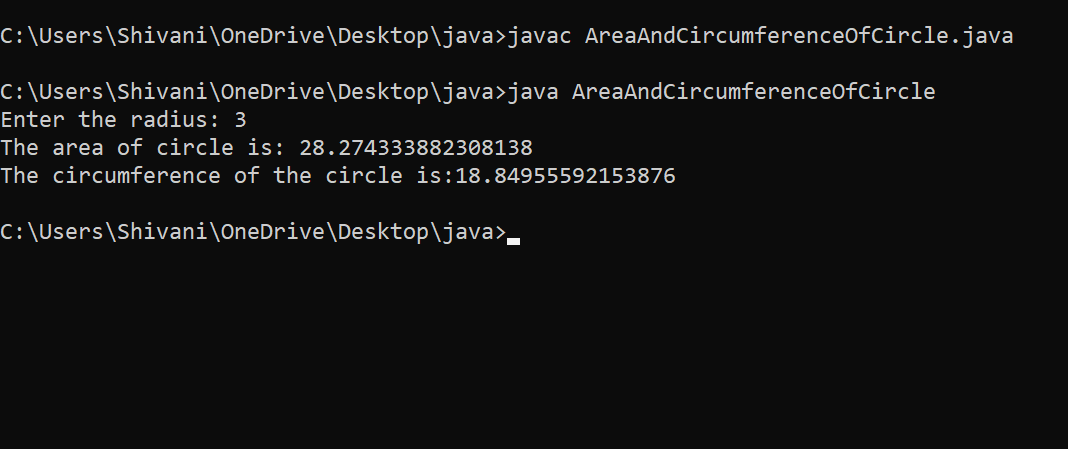 C:\Users\Shivani\OneDrive\Desktop\java>javac AreaAndCircumferenceOfCircle.java
C:\Users\Shivani\OneDrive\Desktop\java>java AreaAndCircumferenceOfCircle
Enter the radius: 3
The area of circle is: 28.274333882308138
The circumference of the circle is:18.84955592153876
C:\Users\Shivani\OneDrive\Desktop\java>